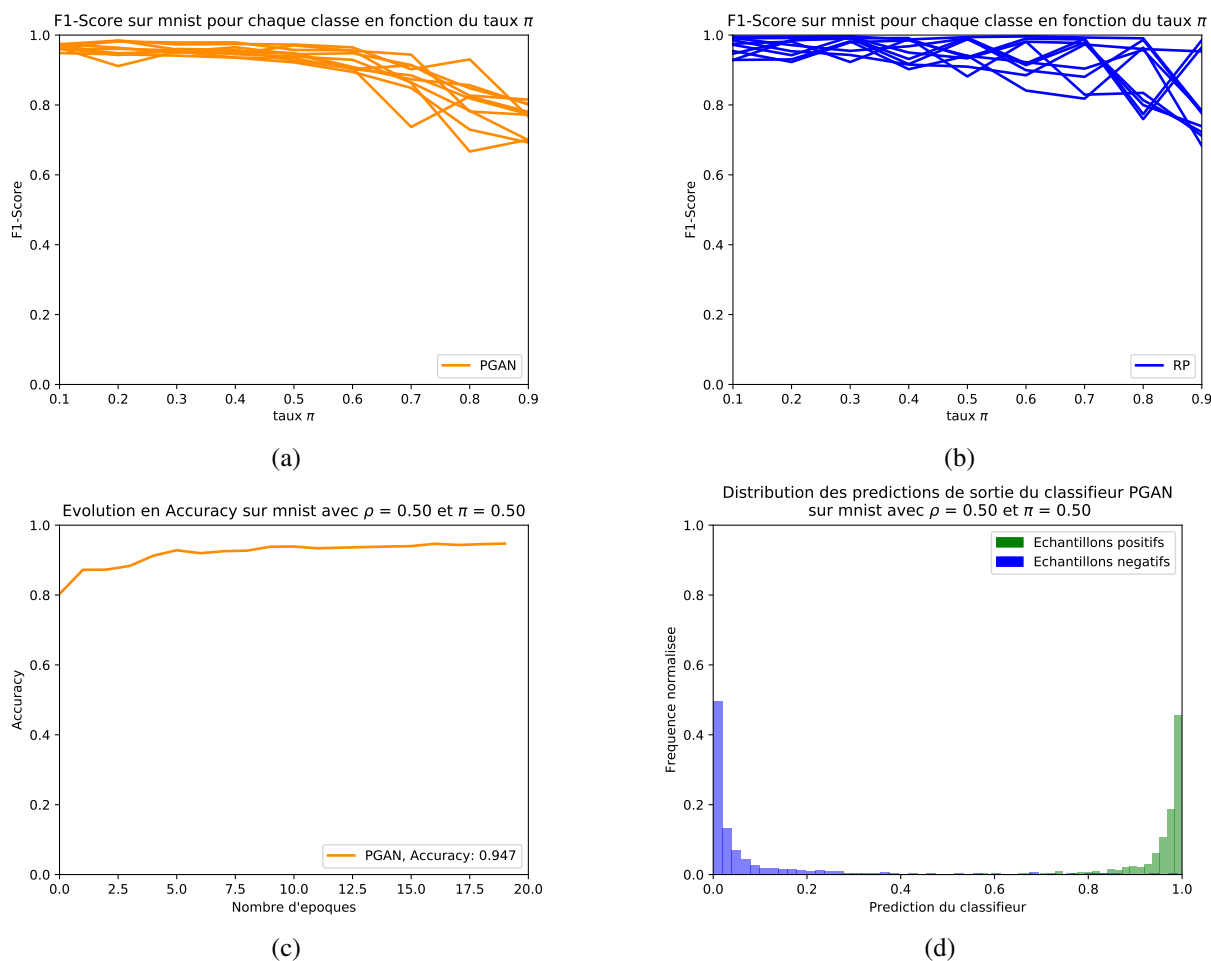 F1-Score sur mnist pour chaque classe en fonction du taux π
1.0
0.8
0.6
0.4
0.2
0.0
F1-Score
0.1 0.2 0.3 0.4 0.5 0.6 0.7 0.8 0.9
taux π
PGAN
(a)
F1-Score sur mnist pour chaque classe en fonction du taux π
1.0
0.8
0.6
0.4
0.2
0.0
F1-Score
0.1 0.2 0.3 0.4 0.5 0.6 0.7 0.8 0.9
taux π
RP
(b)
Evolution en Accuracy sur mnist avec ρ = 0.50 et π = 0.50
1.0
0.8
0.6
0.4
0.2
0.0
Accuracy
0.0 2.5 5.0 7.5 10.0 12.5 15.0 17.5 20.0
Nombre d'epoques
PGAN, Accuracy: 0.947
(c)
Distribution des predictions de sortie du classifieur PGAN
sur mnist avec ρ = 0.50 et π = 0.50
1.0
0.8
0.6
0.4
0.2
0.0
Frequence normalisee
Echantillons positifs
Echantillons negatifs
0.0 0.2 0.4 0.6 0.8 1.0
Prediction du classifieur
(d)